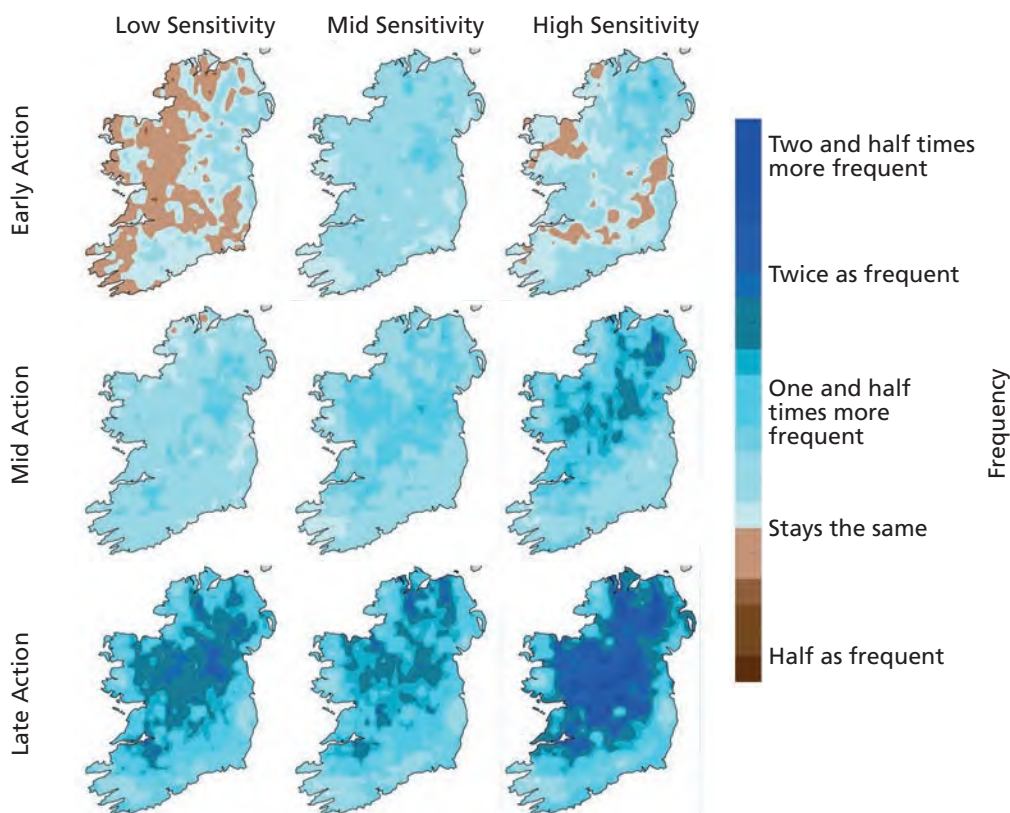 Low Sensitivity
Mid Sensitivity
High Sensitivity
Early Action
Mid Action
Late Action
Two and half times
more frequent
Twice as frequent
One and half
times more
frequent
Stays the same
Half as frequent
Frequency